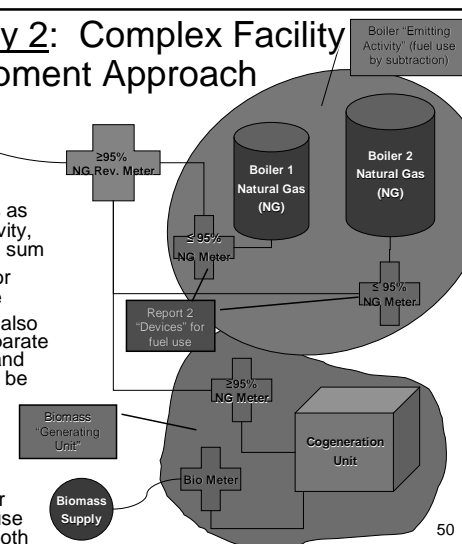 y 2: Complex Facility
oment Approach
Boiler "Emitting
Activity" (fuel use
by subtraction)
≥95%
NG Rev. Meter
Boiler 1
Natural Gas
(NG)
Boiler 2
Natural Gas
(NG)
as
vity,
sum
or
e
also
parate
and
be
≤ 95%
NG Meter
≤ 95%
NG Meter
Report 2
"Devices" for
fuel use
≥95%
NG Meter
Biomass
"Generating
Unit"
Cogeneration
Unit
Bio Meter
Biomass
Supply
r
use
oth
50